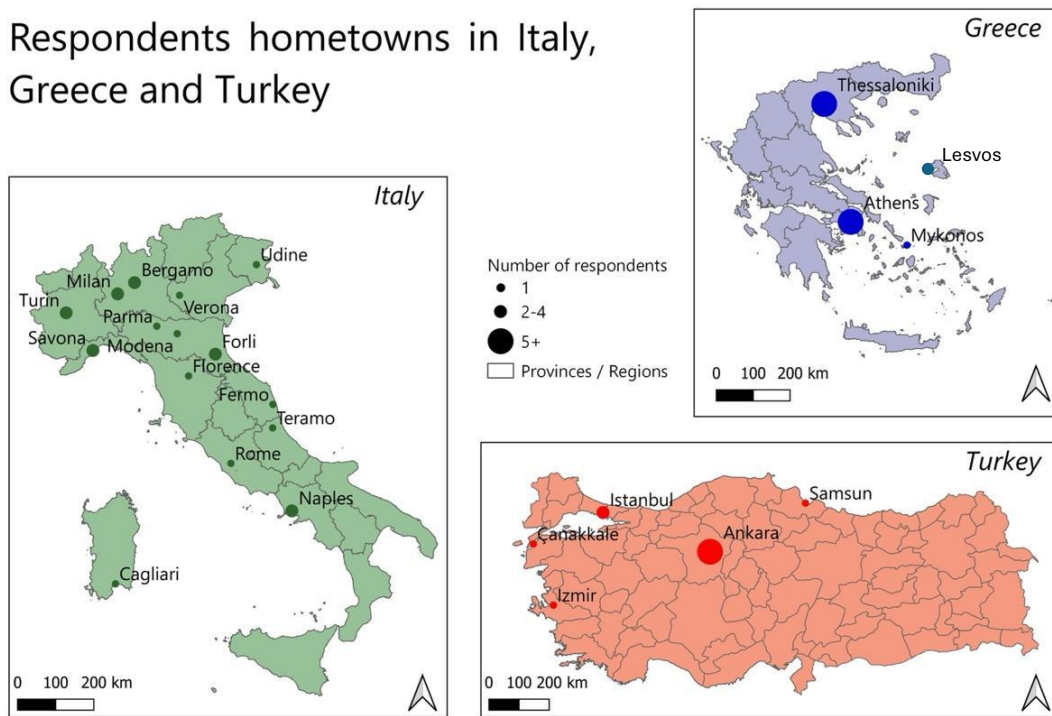 Respondents hometowns in Italy,
Greece and Turkey
Italy
Udine
Bergamo
Milan
Turin
Verona
Parma
Savona
Modena
Forli
Florence
Fermo
Teramo
Rome
Naples
Cagliari
0 100 200 km
Number of respondents
1
2-4
5+
Provinces / Regions
Greece
Thessaloniki
Lesvos
Athens
Mykonos
0 100 200 km
Turkey
Istanbul
Samsun
Çanakkale
Ankara
Izmir
0 100 200 km